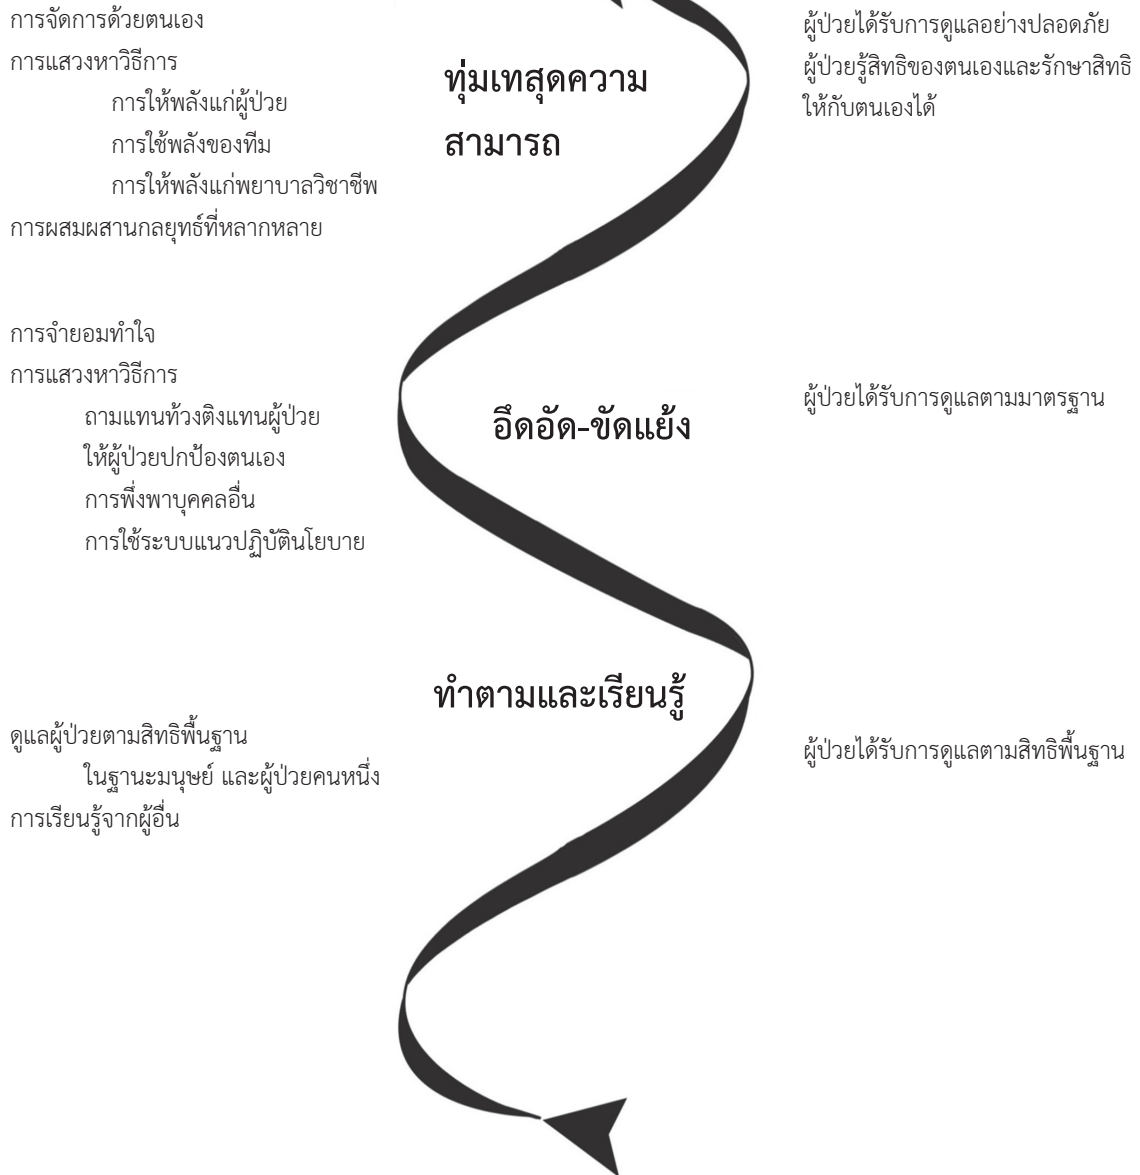 การจัดการด้วยตนเอง
การแสวงหาวิธีการ
การให้พลังแก่ผู้ป่วย
การใช้พลังของทีม
การให้พลังแก่พยาบาลวิชาชีพ
การผสมผสานกลยุทธ์ที่หลากหลาย
ทุ่มเทสุดความ
สามารถ
ผู้ป่วยได้รับการดูแลอย่างปลอดภัย
ผู้ป่วยรู้สิทธิของตนเองและรักษาสิทธิ
ให้กับตนเองได้
การจำยอมทำใจ
การแสวงหาวิธีการ
ถามแทนท้วงติงแทนผู้ป่วย
ให้ผู้ป่วยปกป้องตนเอง
การพึ่งพาบุคคลอื่น
การใช้ระบบแนวปฏิบัตินโยบาย
อึดอัด-ขัดแย้ง
ผู้ป่วยได้รับการดูแลตามมาตรฐาน
ทำตามและเรียนรู้
ดูแลผู้ป่วยตามสิทธิพื้นฐาน
ในฐานะมนุษย์ และผู้ป่วยคนหนึ่ง
การเรียนรู้จากผู้อื่น
ผู้ป่วยได้รับการดูแลตามสิทธิพื้นฐาน